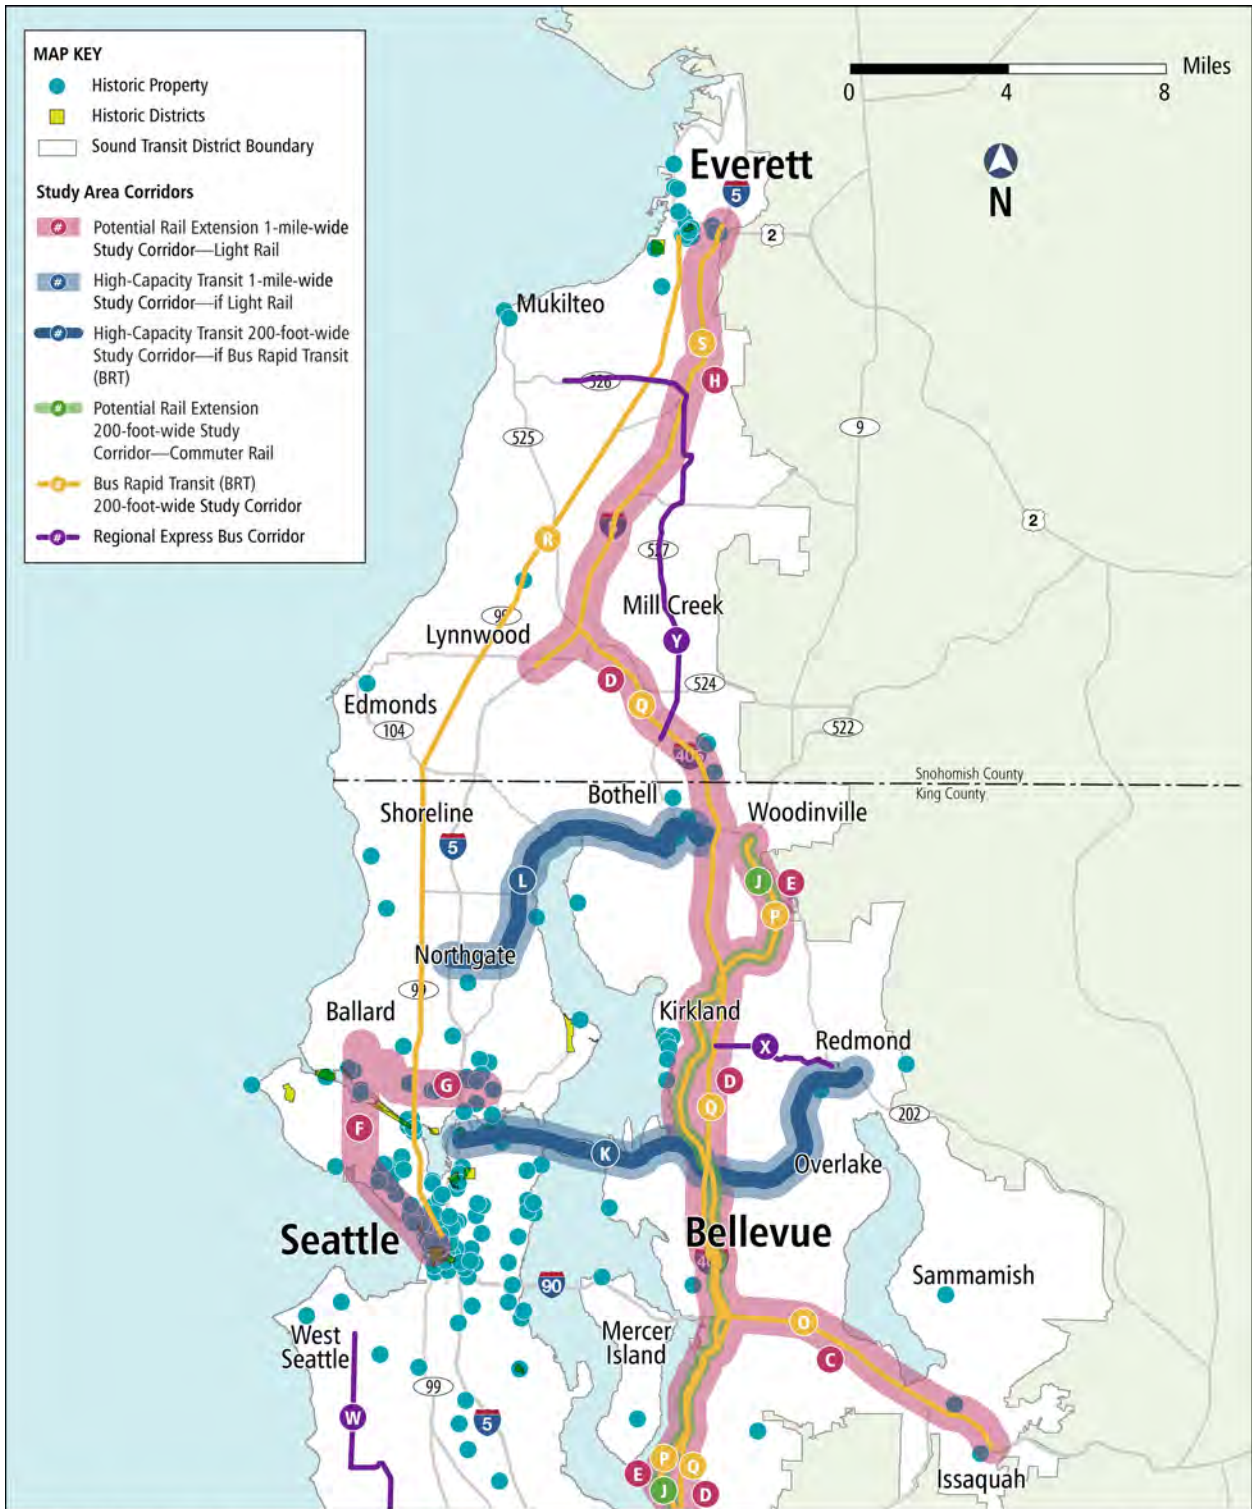 MAP KEY
Historic Property
Historic Districts
Sound Transit District Boundary
Study Area Corridors
#
Potential Rail Extension 1-mile-wide
Study Corridor—Light Rail
#
High-Capacity Transit 1-mile-wide
Study Corridor—if Light Rail
#
High-Capacity Transit 200-foot-wide
Study Corridor—if Bus Rapid Transit
(BRT)
#
Potential Rail Extension
200-foot-wide Study
Corridor—Commuter Rail
#
Bus Rapid Transit (BRT)
200-foot-wide Study Corridor
#
Regional Express Bus Corridor
Miles
0 4 8
N
Everett
5
2
Mukilteo
S
H
526
525
9
2
R
527
Mill Creek
99
Lynnwood
Y
D
524
Q
Edmonds
104
522
405
Snohomish County
King County
Bothell
Woodinville
Shoreline
5
L
J
E
P
Northgate
99
Ballard
Kirkland
Redmond
X
G
D
Q
202
F
K
Overlake
Seattle
Bellevue
Sammamish
90
O
C
Mercer
Island
West
Seattle
99
W
5
P
Q
E
J
D
Issaquah